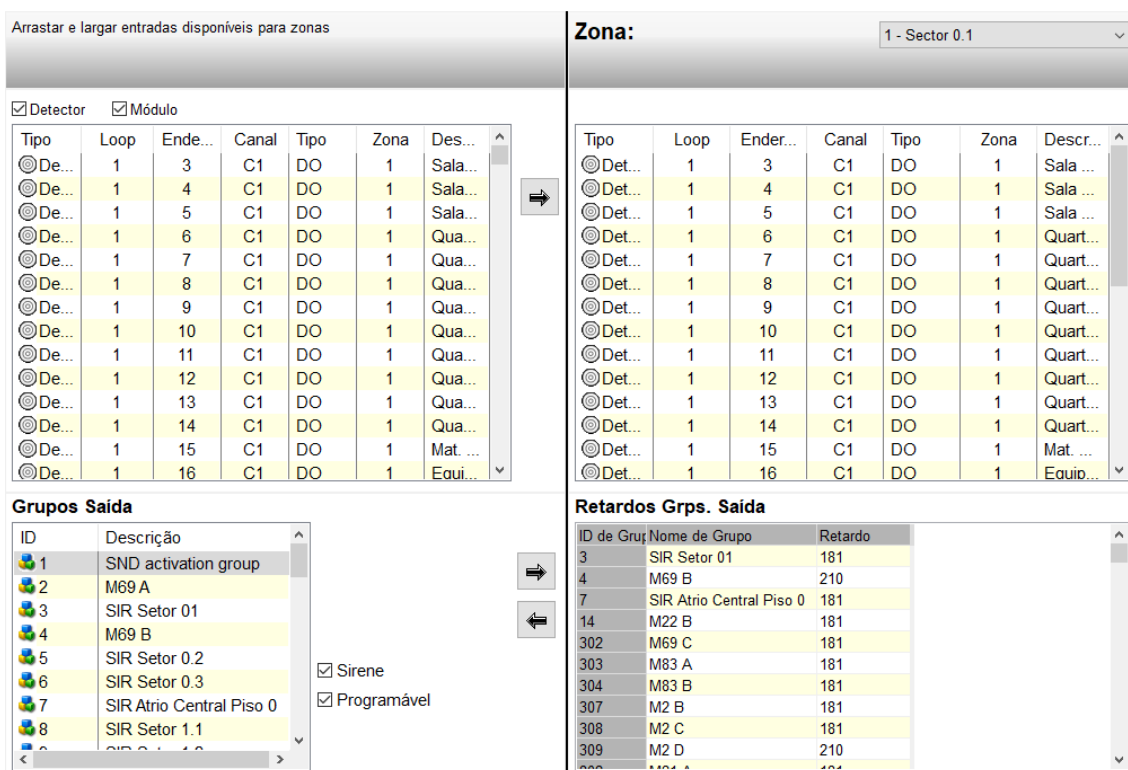 Arrastar e largar entradas disponíveis para zonas
Zona:
1 - Sector 0.1
Detector Módulo
Tipo Loop Ende... Canal Tipo Zona Des...
De... 1 3 C1 DO 1 Sala...
De... 1 4 C1 DO 1 Sala...
De... 1 5 C1 DO 1 Sala...
De... 1 6 C1 DO 1 Qua...
De... 1 7 C1 DO 1 Qua...
De... 1 8 C1 DO 1 Qua...
De... 1 9 C1 DO 1 Qua...
De... 1 10 C1 DO 1 Qua...
De... 1 11 C1 DO 1 Qua...
De... 1 12 C1 DO 1 Qua...
De... 1 13 C1 DO 1 Qua...
De... 1 14 C1 DO 1 Qua...
De... 1 15 C1 DO 1 Mat. ...
De... 1 16 C1 DO 1 Equi...
Tipo Loop Ender... Canal Tipo Zona Descr...
Det... 1 3 C1 DO 1 Sala ...
Det... 1 4 C1 DO 1 Sala ...
Det... 1 5 C1 DO 1 Sala ...
Det... 1 6 C1 DO 1 Quart...
Det... 1 7 C1 DO 1 Quart...
Det... 1 8 C1 DO 1 Quart...
Det... 1 9 C1 DO 1 Quart...
Det... 1 10 C1 DO 1 Quart...
Det... 1 11 C1 DO 1 Quart...
Det... 1 12 C1 DO 1 Quart...
Det... 1 13 C1 DO 1 Quart...
Det... 1 14 C1 DO 1 Quart...
Det... 1 15 C1 DO 1 Mat. ...
Det... 1 16 C1 DO 1 Equip...
Grupos Saída
ID Descrição
1 SND activation group
2 M69 A
3 SIR Setor 01
4 M69 B
5 SIR Setor 0.2
6 SIR Setor 0.3
7 SIR Atrio Central Piso 0
8 SIR Setor 1.1
Sirene
Programável
Retardos Grps. Saída
ID de Grup Nome de Grupo Retardo
3 SIR Setor 01 181
4 M69 B 210
7 SIR Atrio Central Piso 0 181
14 M22 B 181
302 M69 C 181
303 M83 A 181
304 M83 B 181
307 M2 B 181
308 M2 C 181
309 M2 D 210